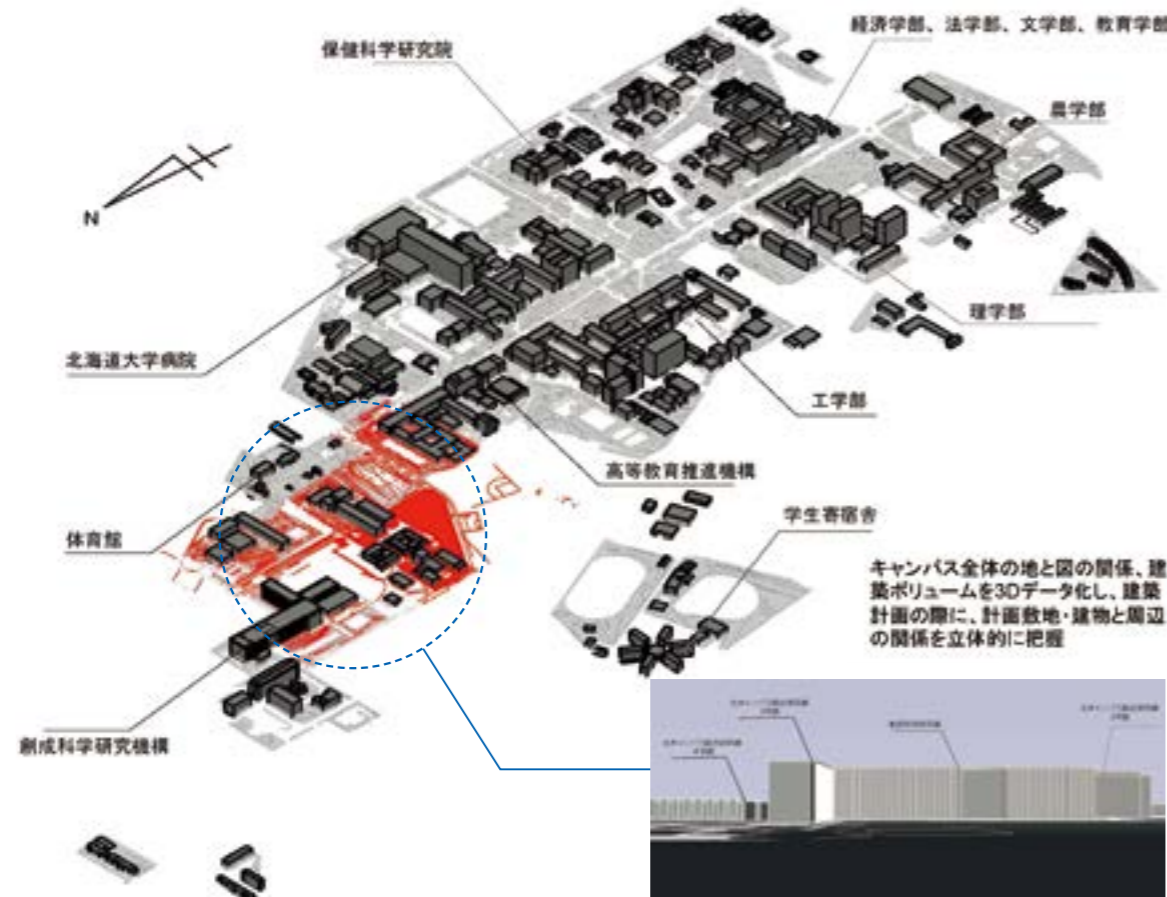 経済学部、法学部、文学部、教育学部
保健科学研究院
農学部
N
理学部
北海道大学病院
工学部
高等教育推進機構
学生寄宿舎
体育館
キャンパス全体の地と図の関係、建
築ボリュームを3Dデータ化し、建築
計画の際に、計画敷地・建物と周辺
の関係を立体的に把握
創成科学研究機構